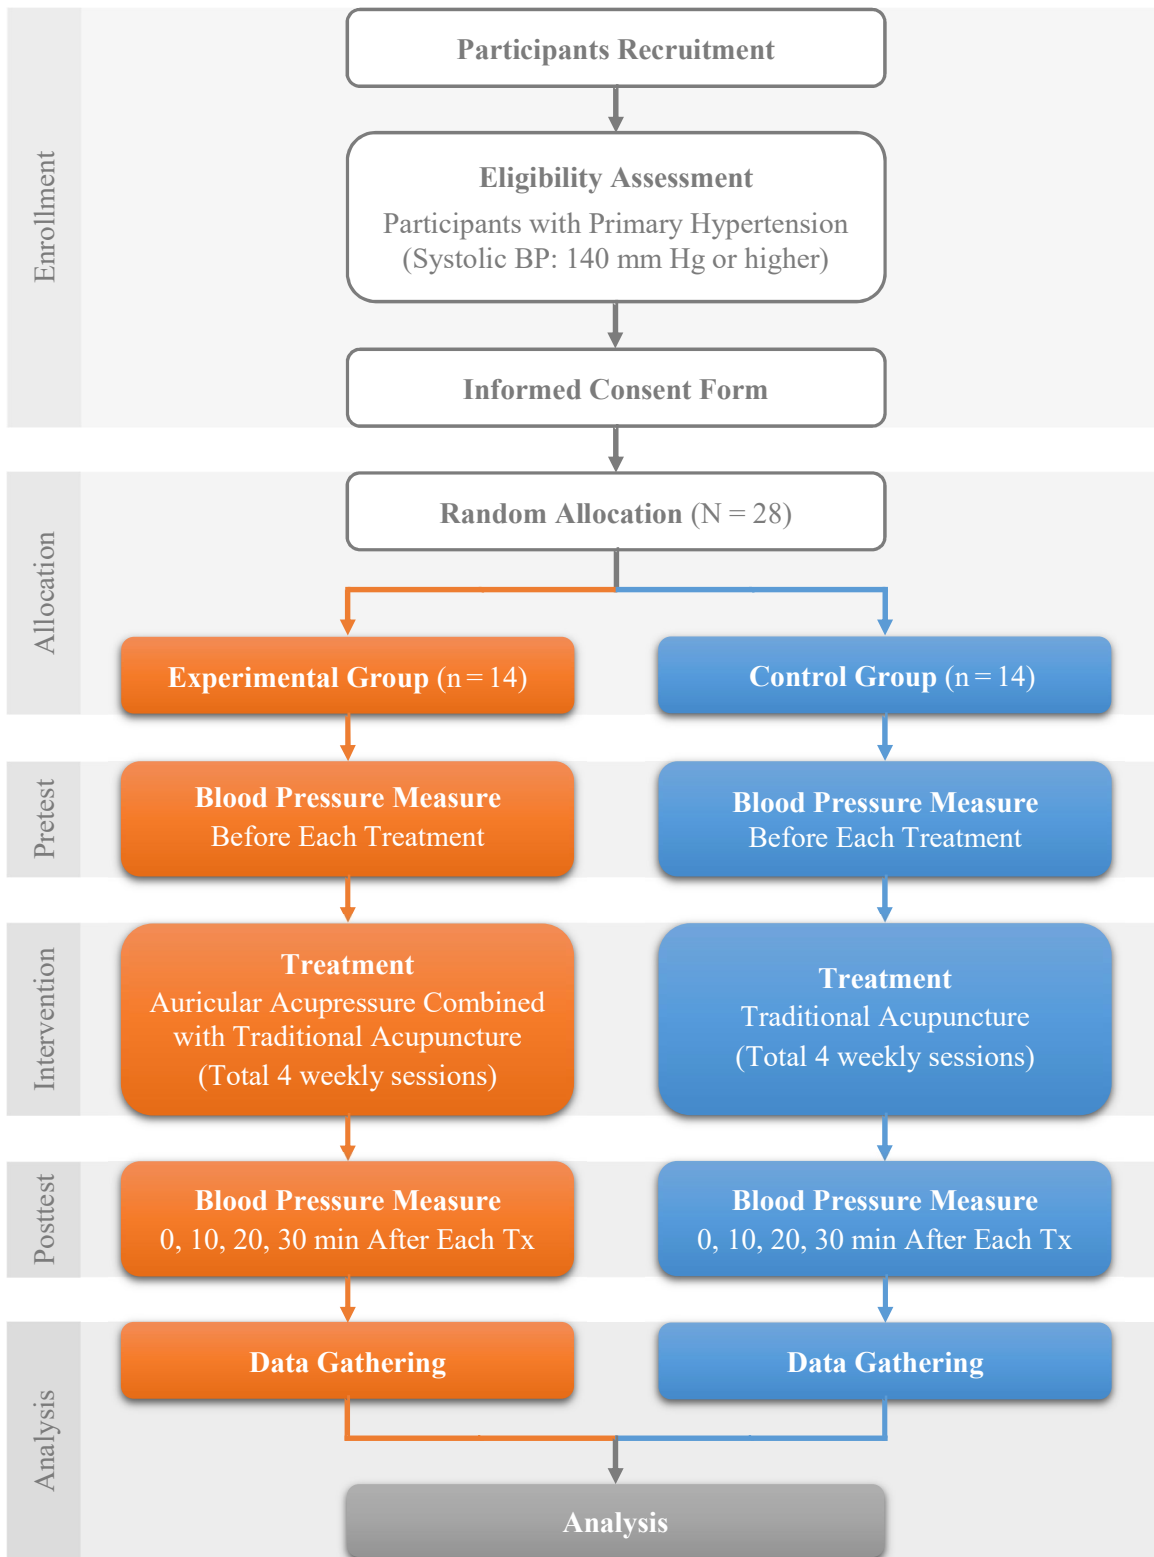 Enrollment
Participants Recruitment
Eligibility Assessment
Participants with Primary Hypertension
(Systolic BP: 140 mm Hg or higher)
Informed Consent Form
Allocation
Random Allocation (N = 28)
Experimental Group (n = 14)
Control Group (n = 14)
Pretest
Blood Pressure Measure
Before Each Treatment
Blood Pressure Measure
Before Each Treatment
Intervention
Treatment
Auricular Acupressure Combined
with Traditional Acupuncture
(Total 4 weekly sessions)
Treatment
Traditional Acupuncture
(Total 4 weekly sessions)
Posttest
Blood Pressure Measure
0, 10, 20, 30 min After Each Tx
Blood Pressure Measure
0, 10, 20, 30 min After Each Tx
Analysis
Data Gathering
Data Gathering
Analysis